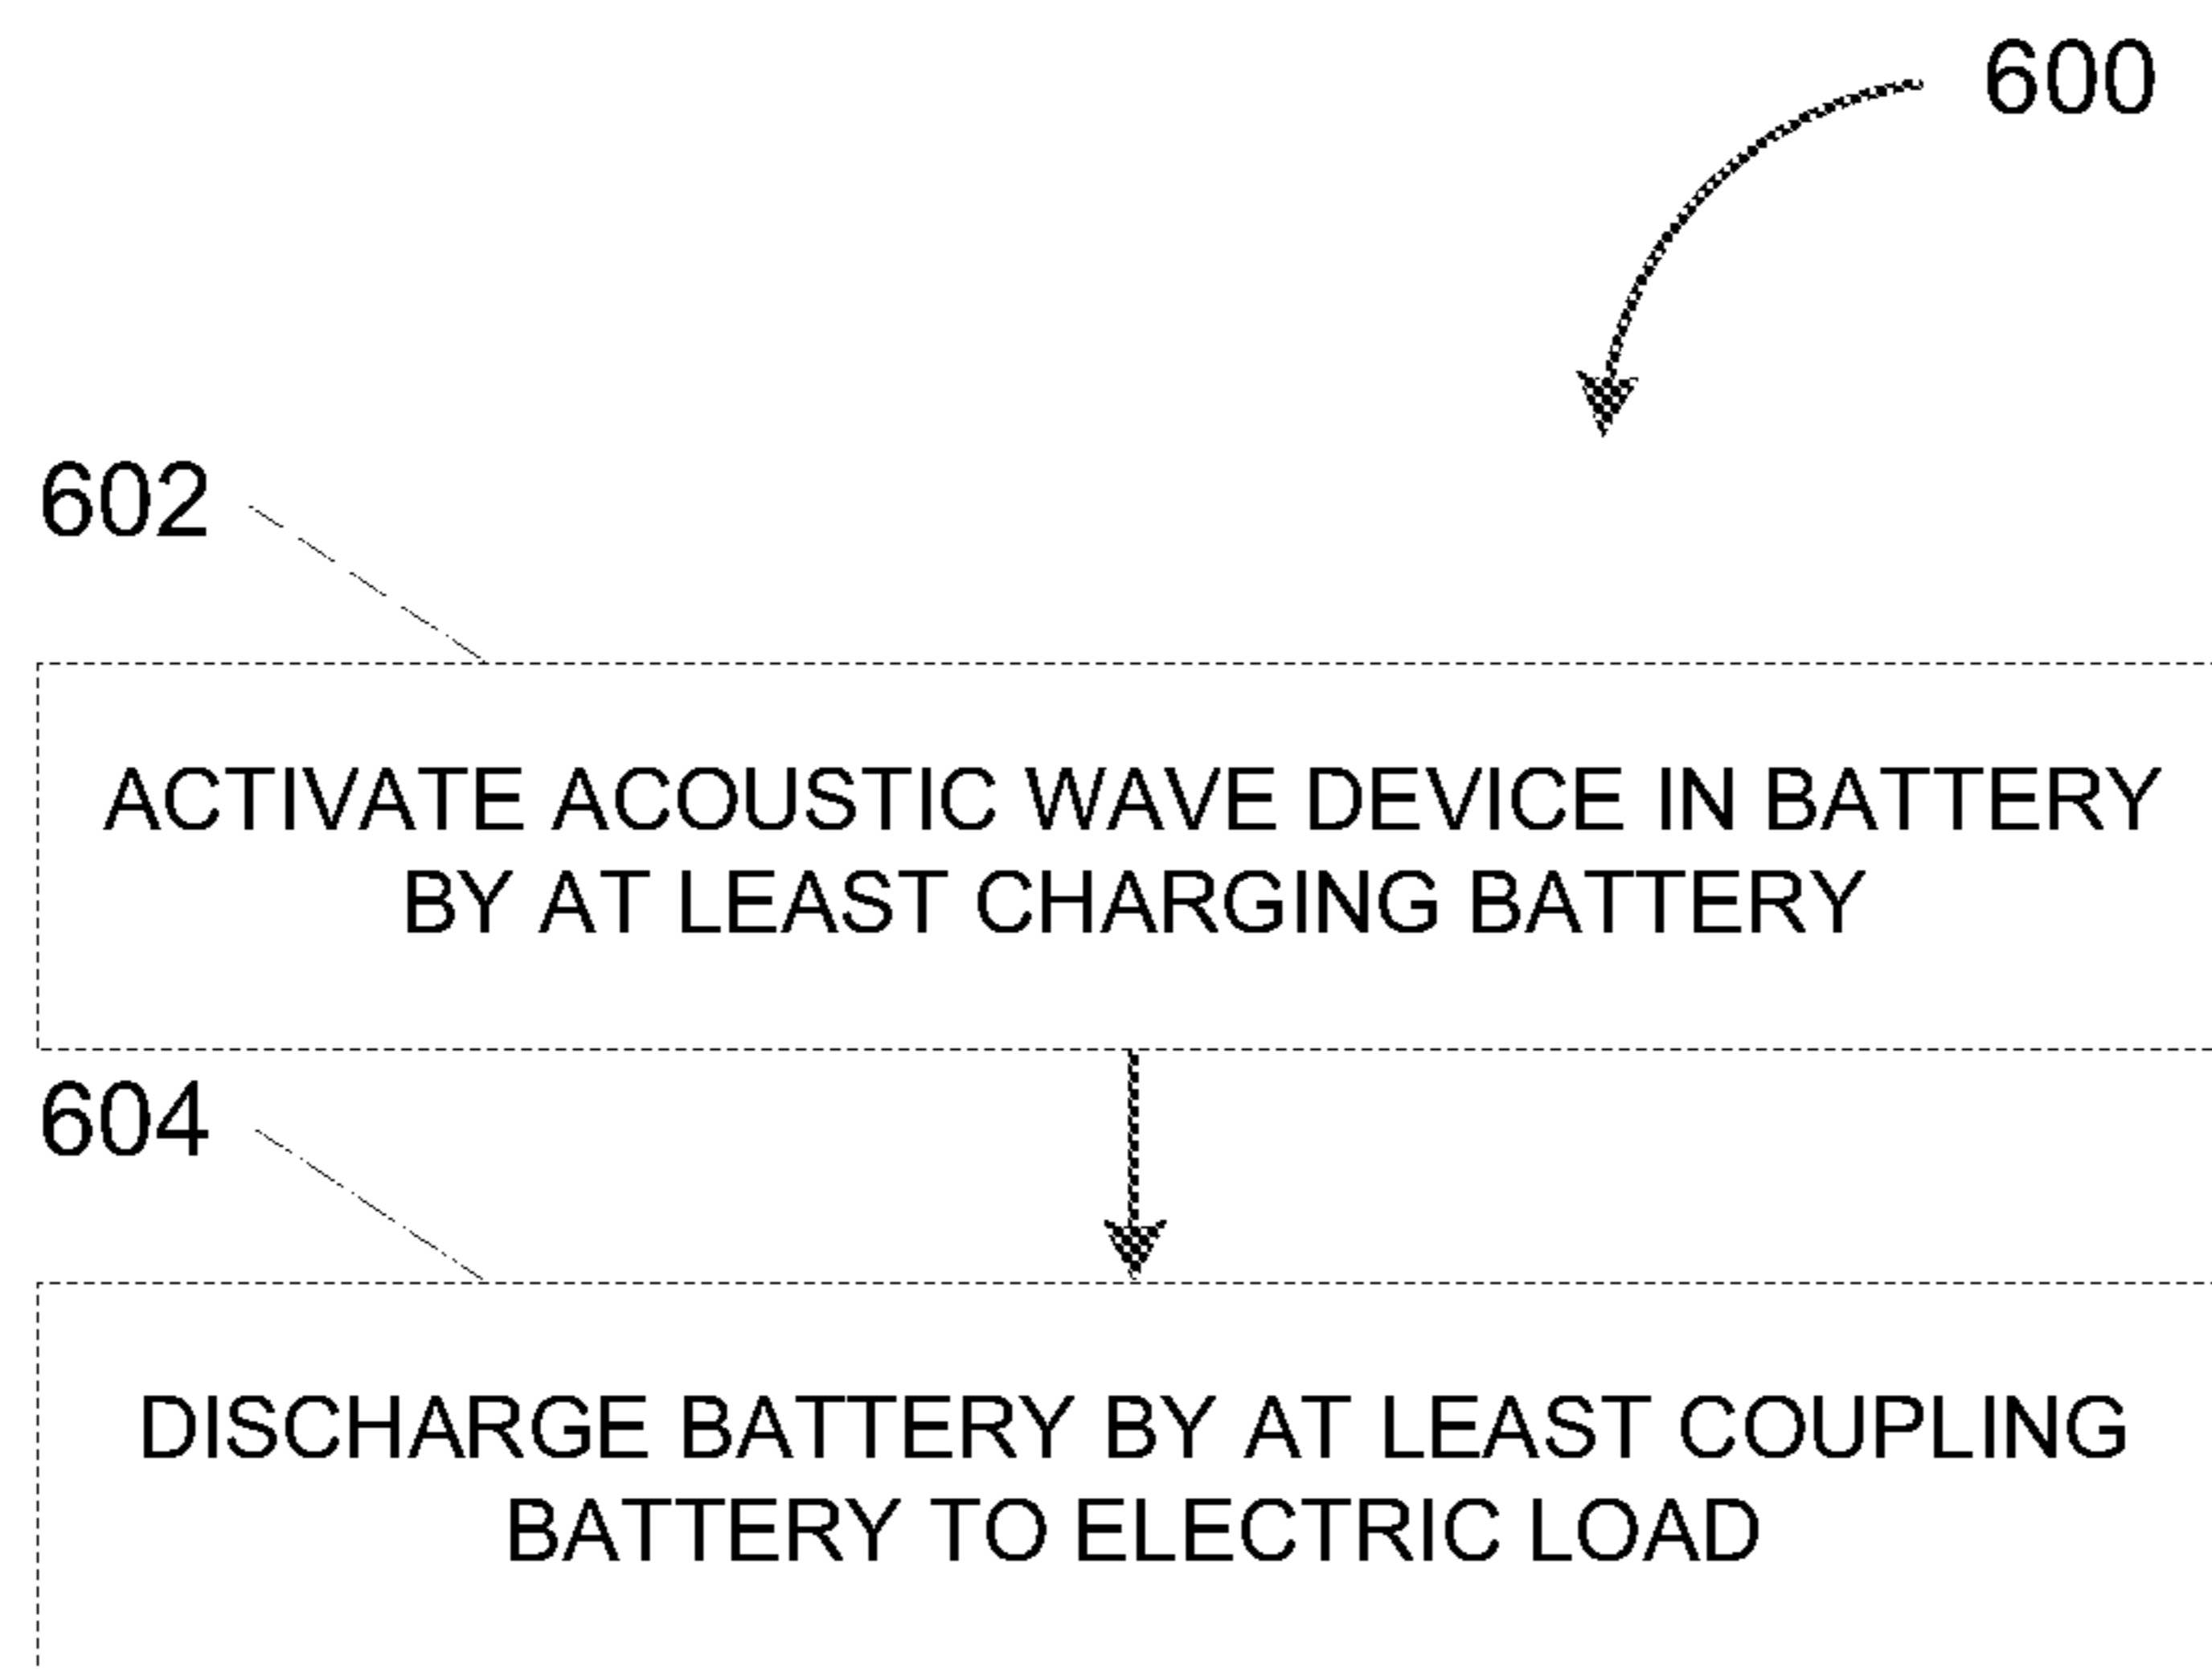 600
602
ACTIVATE ACOUSTIC WAVE DEVICE IN BATTERY
BY AT LEAST CHARGING BATTERY
604
DISCHARGE BATTERY BY AT LEAST COUPLING
BATTERY TO ELECTRIC LOAD